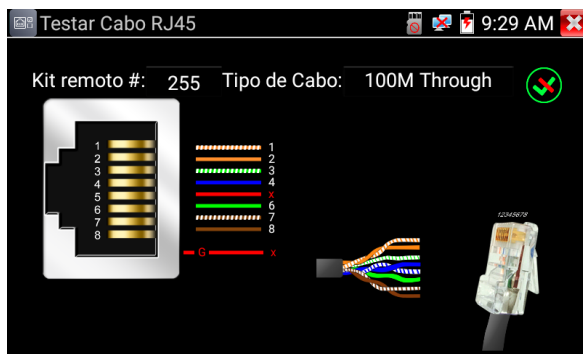 Testar Cabo RJ45 9:29 AM
Kit remoto #: 255 Tipo de Cabo: 100M Through
1 1
2 2
3 3
4 4
5 x
6 6
7 7
8 8
G x
12345678